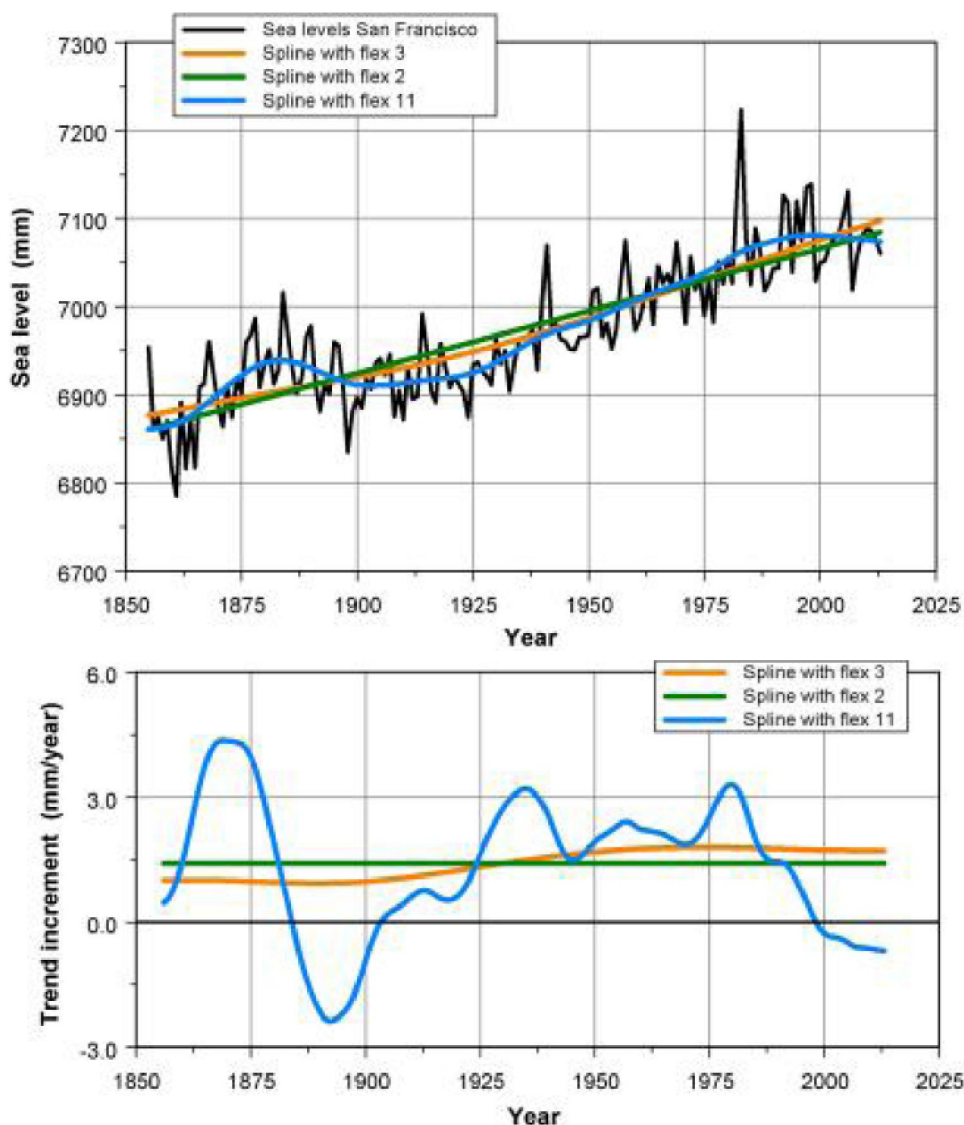 Sea levels San Francisco
Spline with flex 3
Spline with flex 2
Spline with flex 11
7300
7200
7100
7000
6900
6800
6700
Sea level (mm)
1850 1875 1900 1925 1950 1975 2000 2025
Year
Spline with flex 3
Spline with flex 2
Spline with flex 11
6.0
3.0
0.0
-3.0
Trend increment (mm/year)
1850 1875 1900 1925 1950 1975 2000 2025
Year